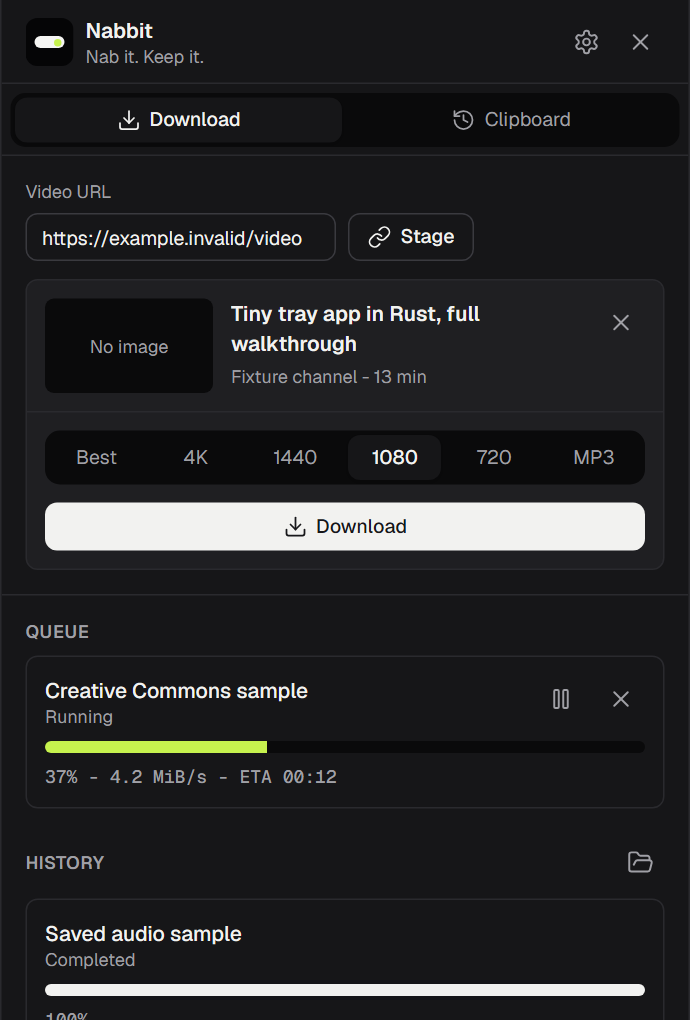 Nabbit
Nab it. Keep it.
Download
Clipboard
Video URL
https://example.invalid/video
Stage
No image
Tiny tray app in Rust, full
walkthrough
Fixture channel - 13 min
Best
4K
1440
1080
720
MP3
Download
QUEUE
Creative Commons sample
Running
37% - 4.2 MiB/s - ETA 00:12
HISTORY
Saved audio sample
Completed
100%